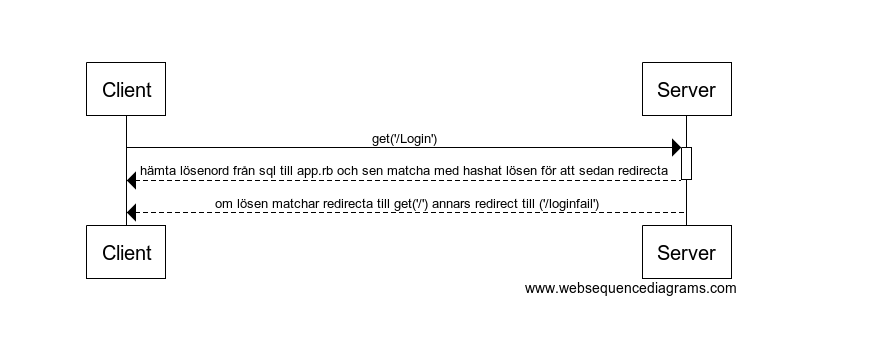 Client
Server
get('/Login')
hämta lösenord från sql till app.rb och sen matcha med hashat lösen för att sedan redirecta
om lösen matchar redirecta till get('/') annars redirect till ('/loginfail')
Client
Server
www.websequencediagrams.com